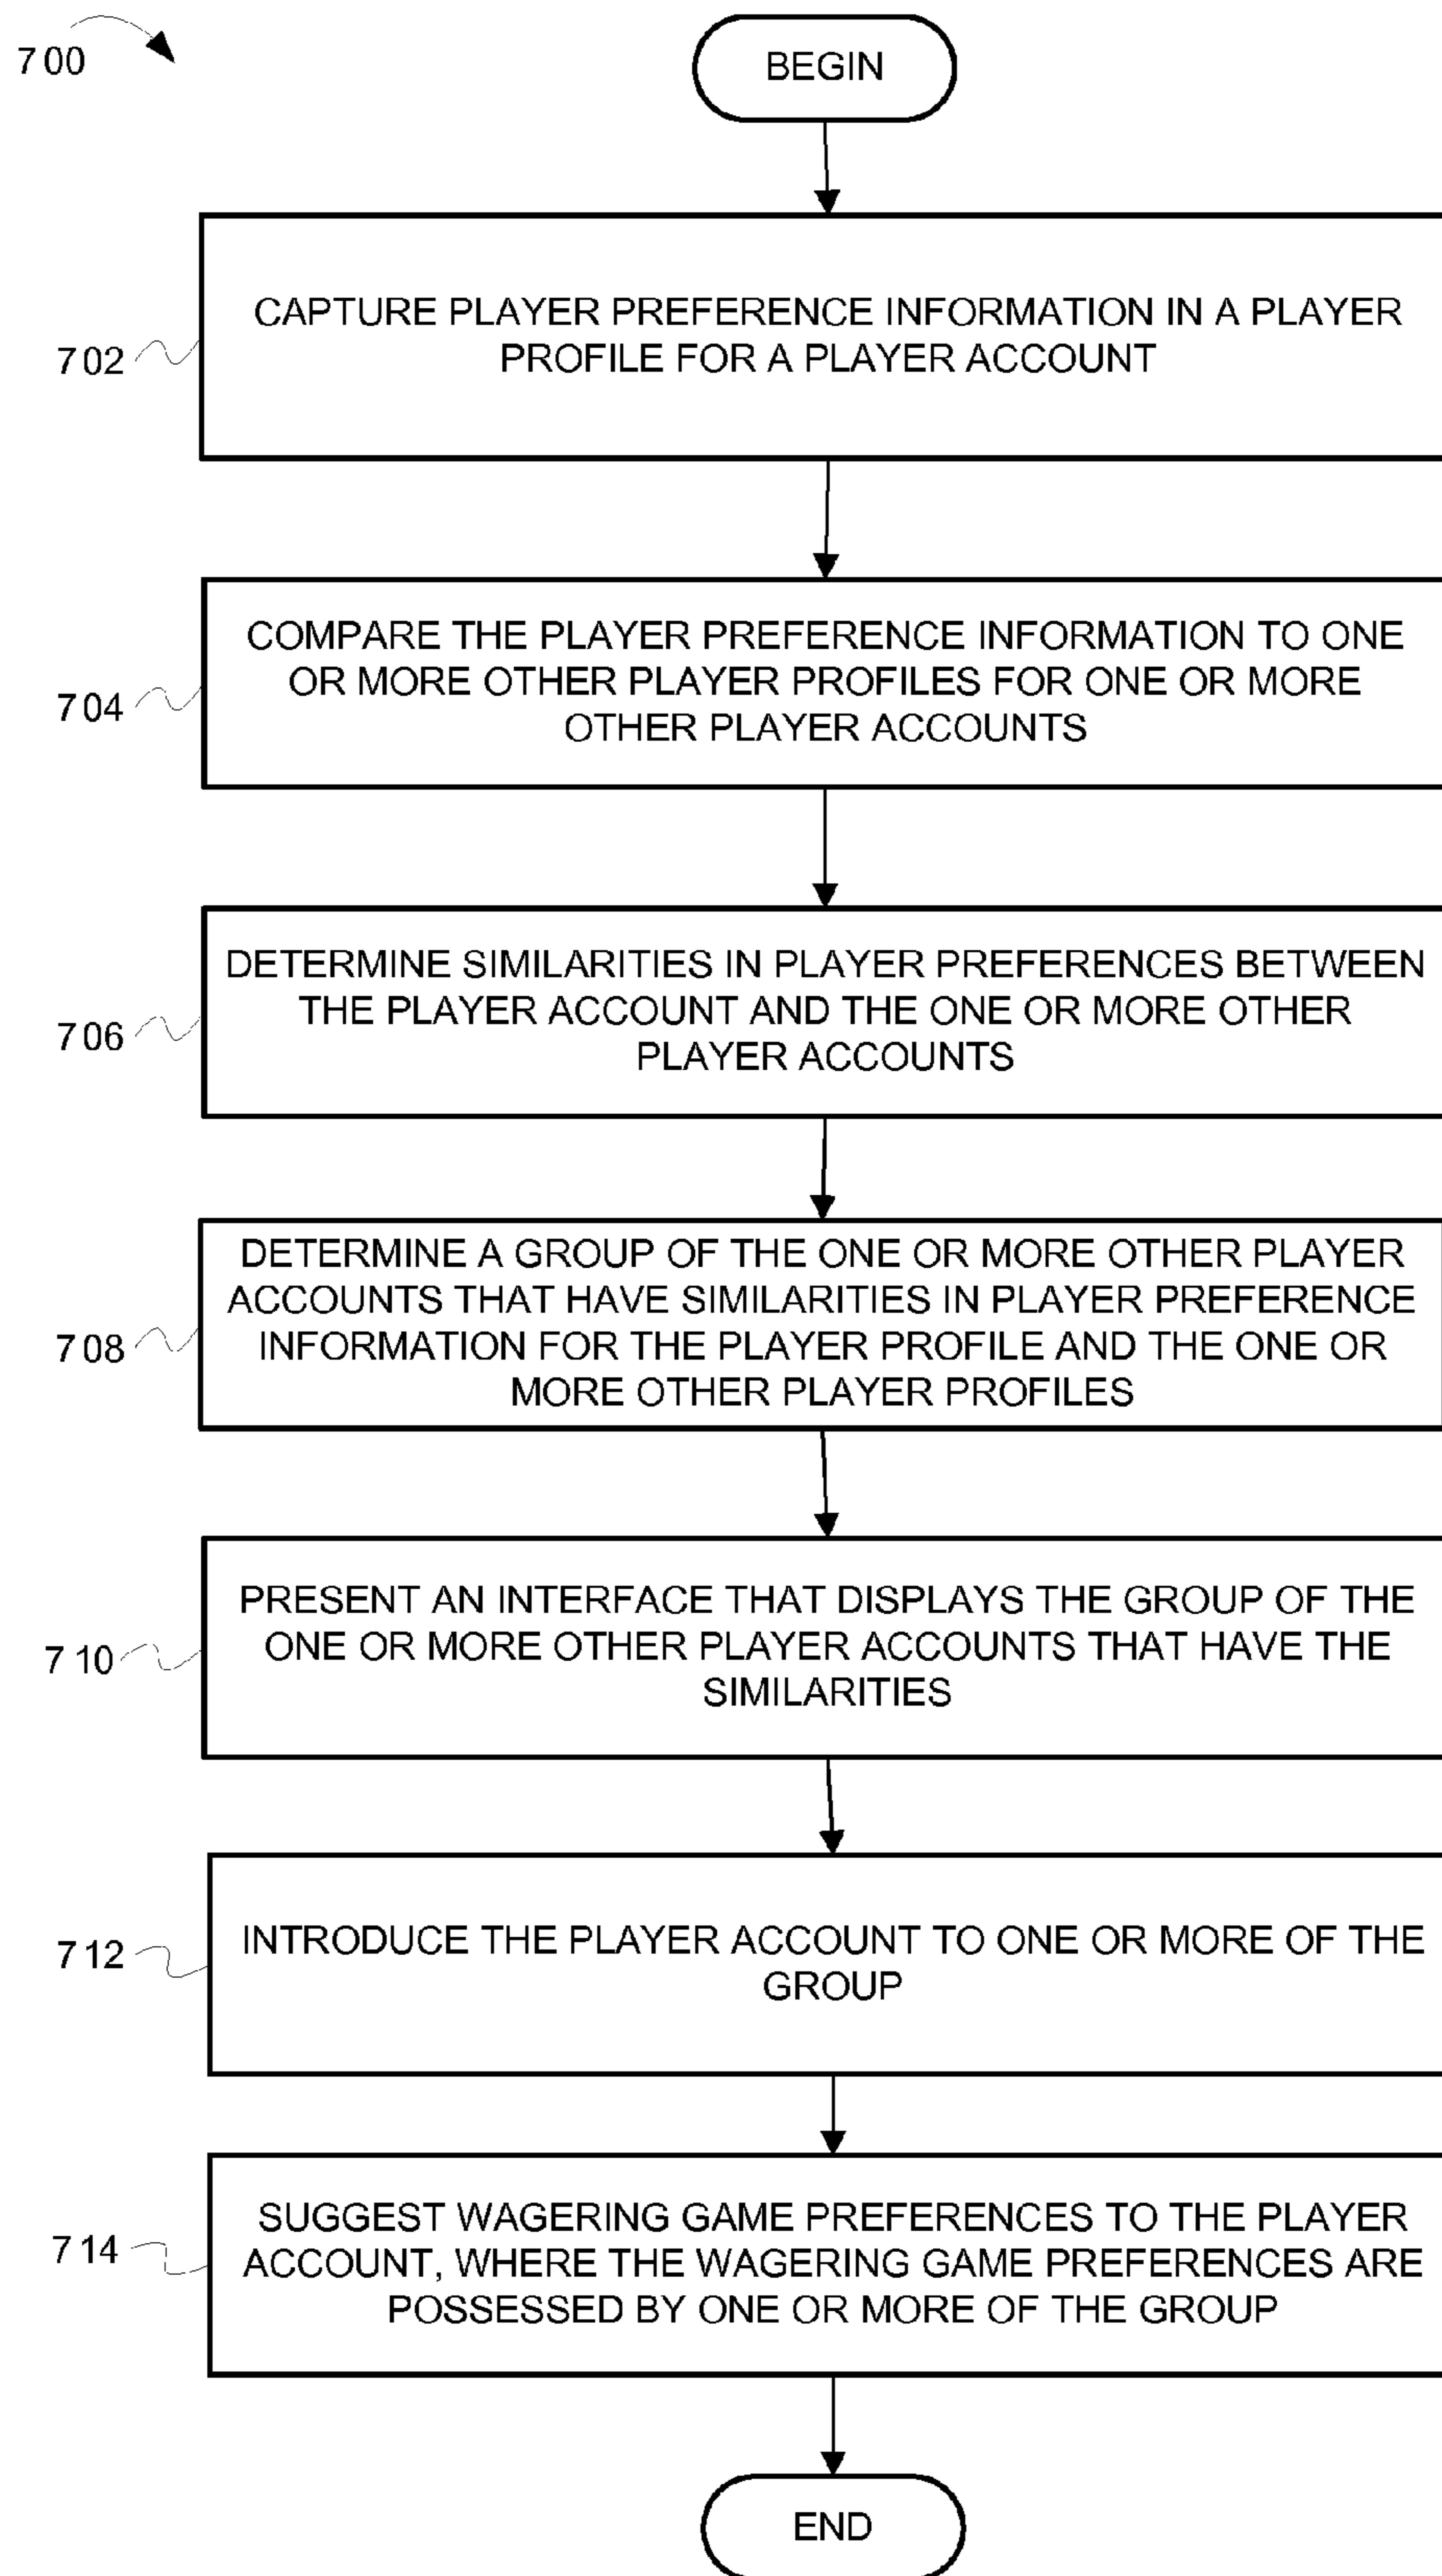 700
BEGIN
702
CAPTURE PLAYER PREFERENCE INFORMATION IN A PLAYER
PROFILE FOR A PLAYER ACCOUNT
704
COMPARE THE PLAYER PREFERENCE INFORMATION TO ONE
OR MORE OTHER PLAYER PROFILES FOR ONE OR MORE
OTHER PLAYER ACCOUNTS
706
DETERMINE SIMILARITIES IN PLAYER PREFERENCES BETWEEN
THE PLAYER ACCOUNT AND THE ONE OR MORE OTHER
PLAYER ACCOUNTS
708
DETERMINE A GROUP OF THE ONE OR MORE OTHER PLAYER
ACCOUNTS THAT HAVE SIMILARITIES IN PLAYER PREFERENCE
INFORMATION FOR THE PLAYER PROFILE AND THE ONE OR
MORE OTHER PLAYER PROFILES
710
PRESENT AN INTERFACE THAT DISPLAYS THE GROUP OF THE
ONE OR MORE OTHER PLAYER ACCOUNTS THAT HAVE THE
SIMILARITIES
712
INTRODUCE THE PLAYER ACCOUNT TO ONE OR MORE OF THE
GROUP
714
SUGGEST WAGERING GAME PREFERENCES TO THE PLAYER
ACCOUNT, WHERE THE WAGERING GAME PREFERENCES ARE
POSSESSED BY ONE OR MORE OF THE GROUP
END